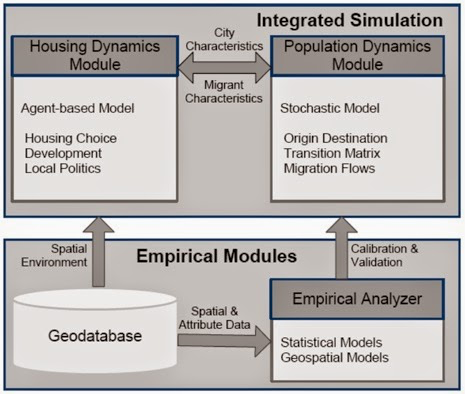 Integrated Simulation
Housing Dynamics
Module
Agent-based Model
Housing Choice
Development
Local Politics
City
Characteristics
Migrant
Characteristics
Population Dynamics
Module
Stochastic Model
Origin Destination
Transition Matrix
Migration Flows
Spatial
Environment
Empirical Modules
Calibration &
Validation
Geodatabase
Spatial &
Attribute Data
Empirical Analyzer
Statistical Models
Geospatial Models